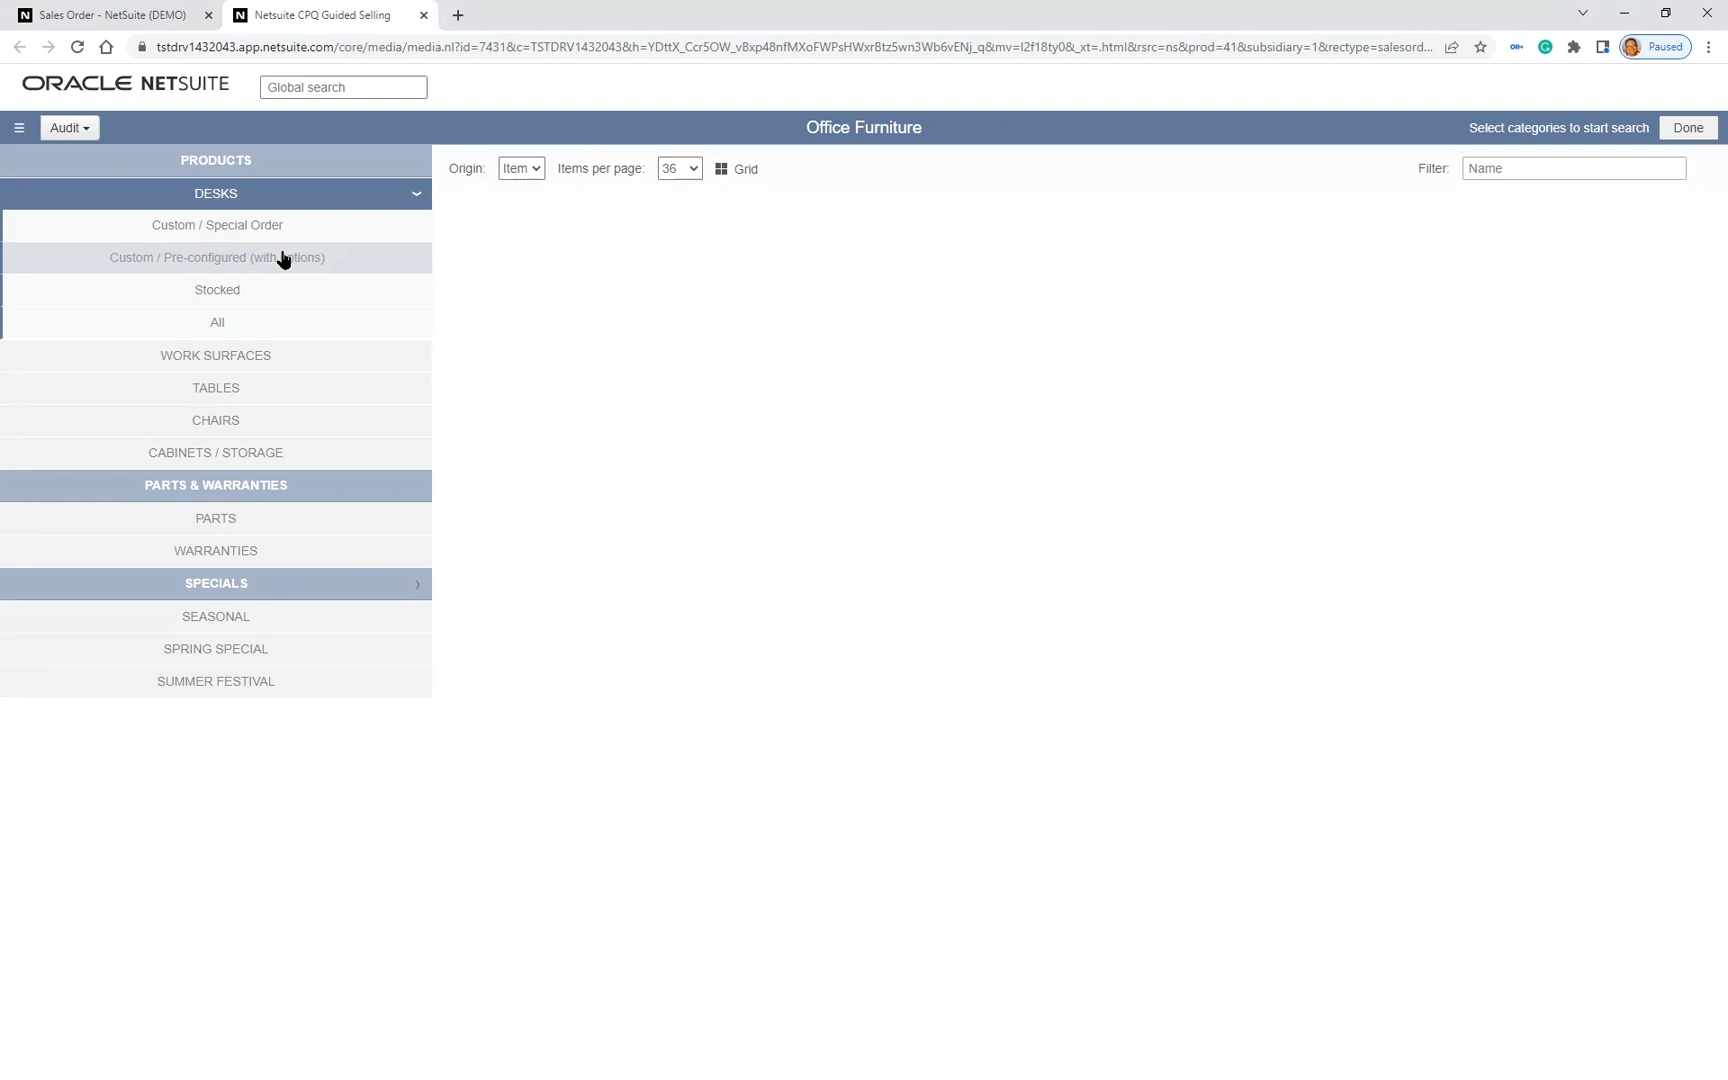 Sales Order - NetSuite (DEMO)
Netsuite CPQ Guided Selling
tstdrv1432043.app.netsuite.com/core/media/media.nl?id=7431&c=TSTDRV1432043&h=YDttX_Ccr5OW_vBxp48nfMXoFWPsHWxrBtz5wn3Wb6vENj_q&mv=l2f18ty0&_xt=.html&rsrc=ns&prod=41&subsidiary=1&rectype=salesord...
Paused
ORACLE NETSUITE
Global search
Audit
Office Furniture
Select categories to start search
Done
PRODUCTS
Origin:
Item
Items per page:
36
Grid
Filter:
Name
DESKS
Custom / Special Order
Custom / Pre-configured (with options)
Stocked
All
WORK SURFACES
TABLES
CHAIRS
CABINETS / STORAGE
PARTS & WARRANTIES
PARTS
WARRANTIES
SPECIALS
SEASONAL
SPRING SPECIAL
SUMMER FESTIVAL